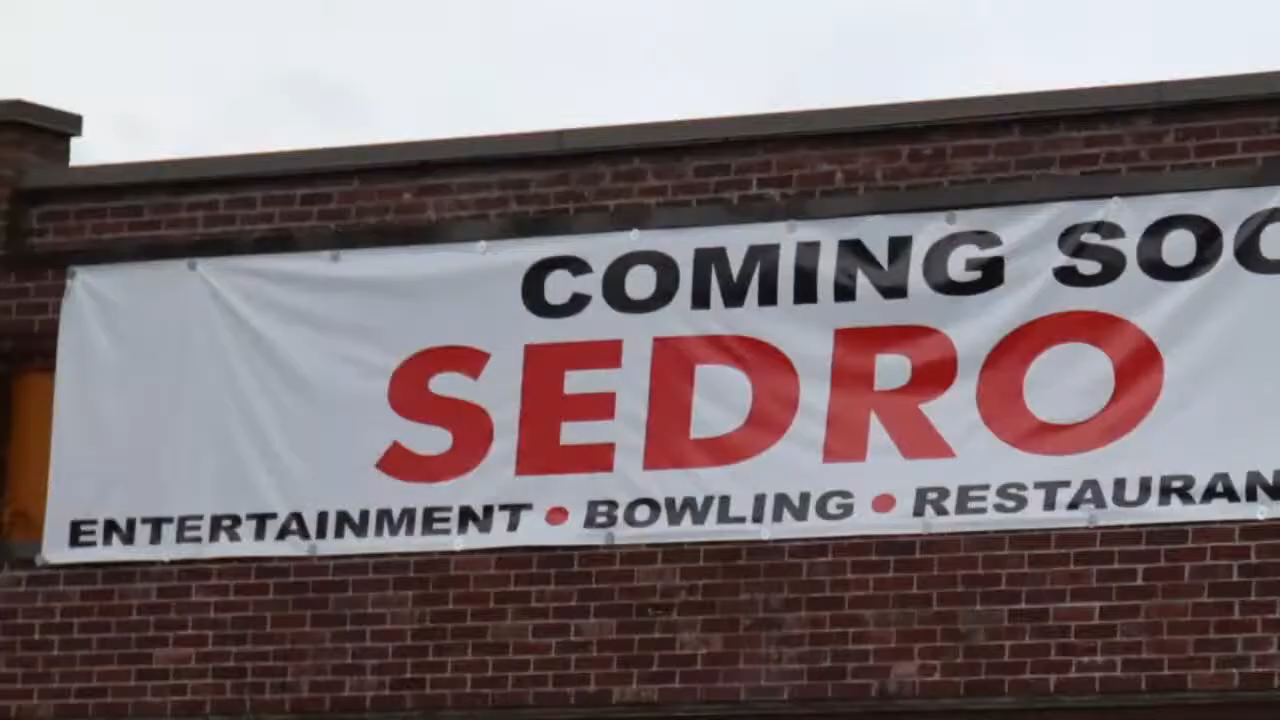 COMING SOO
SEDRO
ENTERTAINMENT • BOWLING • RESTAURAN